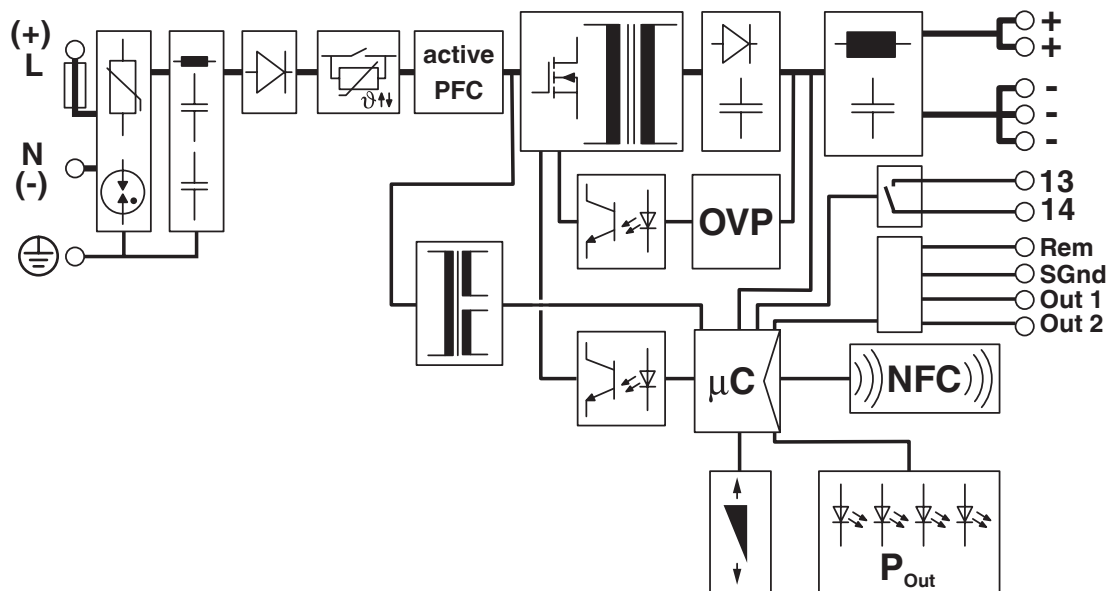 (+)
L
N
(-)
ϑ
active
PFC
+
+
-
-
-
13
14
OVP
Rem
SGnd
Out 1
Out 2
µC
NFC
P Out